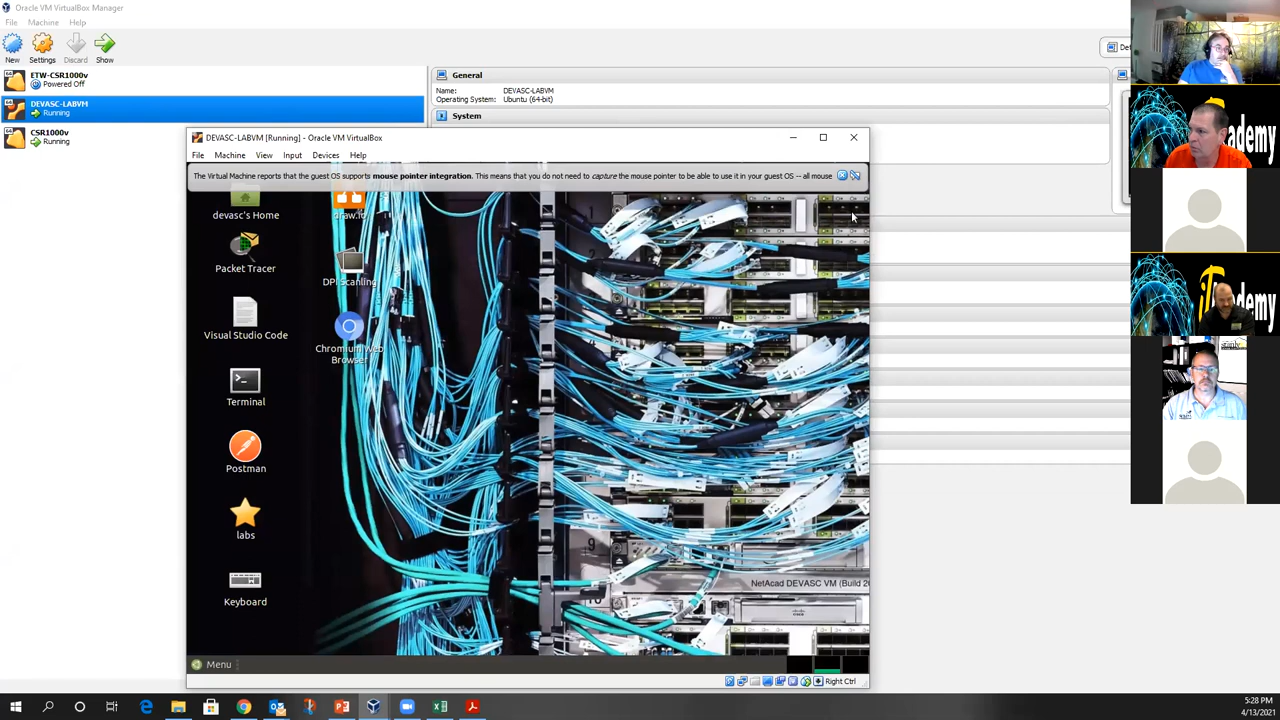 Oracle VM VirtualBox Manager
File Machine Help
New Settings Discard Show
ETW-CSR1000v
Powered Off
DEVASC-LABVM
Running
CSR1000v
Running
General
Name: DEVASC-LABVM
Operating System: Ubuntu (64-bit)
System
DEVASC-LABVM [Running] - Oracle VM VirtualBox
File Machine View Input Devices Help
The Virtual Machine reports that the guest OS supports mouse pointer integration. This means that you do not need to capture the mouse pointer to be able to use it in your guest OS -- all mouse
devasc's Home
draw.io
Packet Tracer
DPI Scanling
Visual Studio Code
Chromium Web
Browser
Terminal
Postman
labs
Keyboard
NetAcad DEVASC VM (Build 20
Menu
Right Ctrl
5:28 PM
4/13/2021